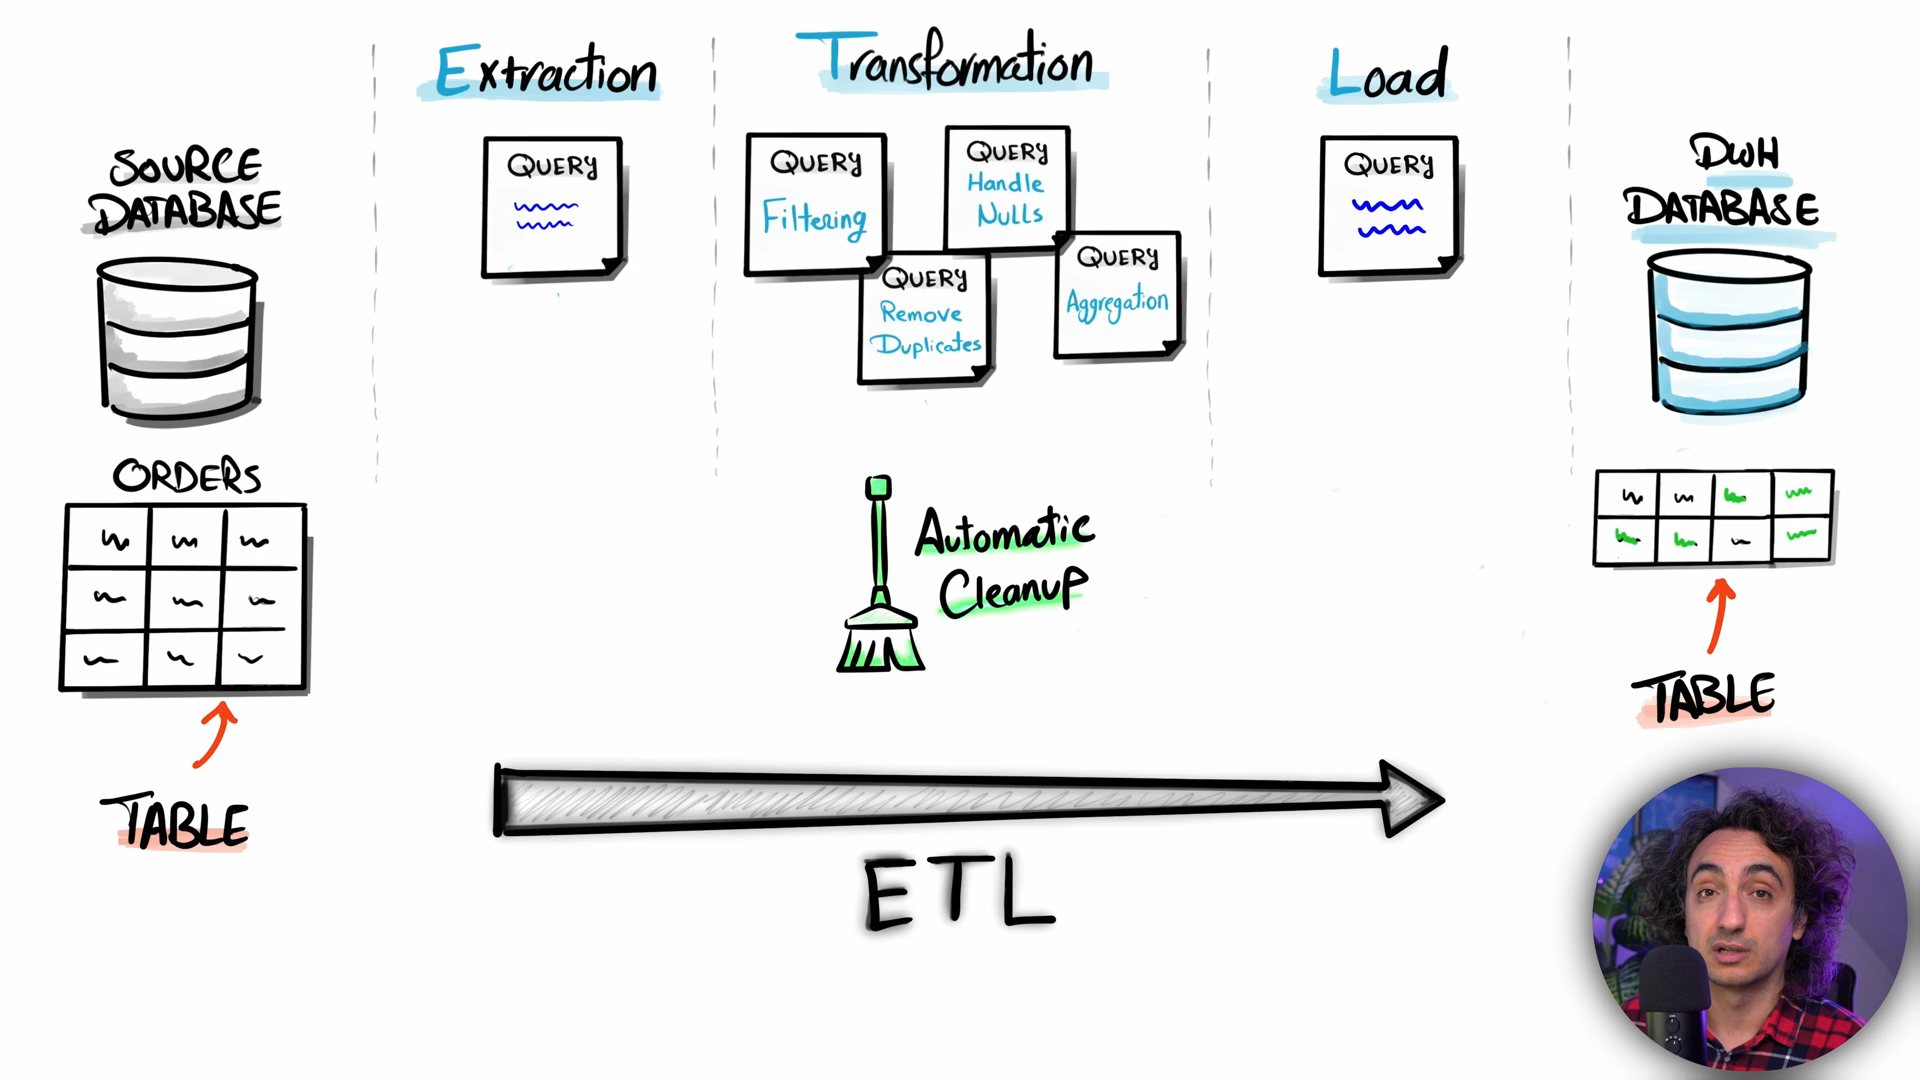 Extraction
Transformation
Load
SOURCE
DATABASE
QUERY
QUERY
Filtering
QUERY
Handle
Nulls
QUERY
Remove
Duplicates
QUERY
Aggregation
QUERY
DWH
DATABASE
ORDERS
Automatic
Cleanup
TABLE
TABLE
ETL